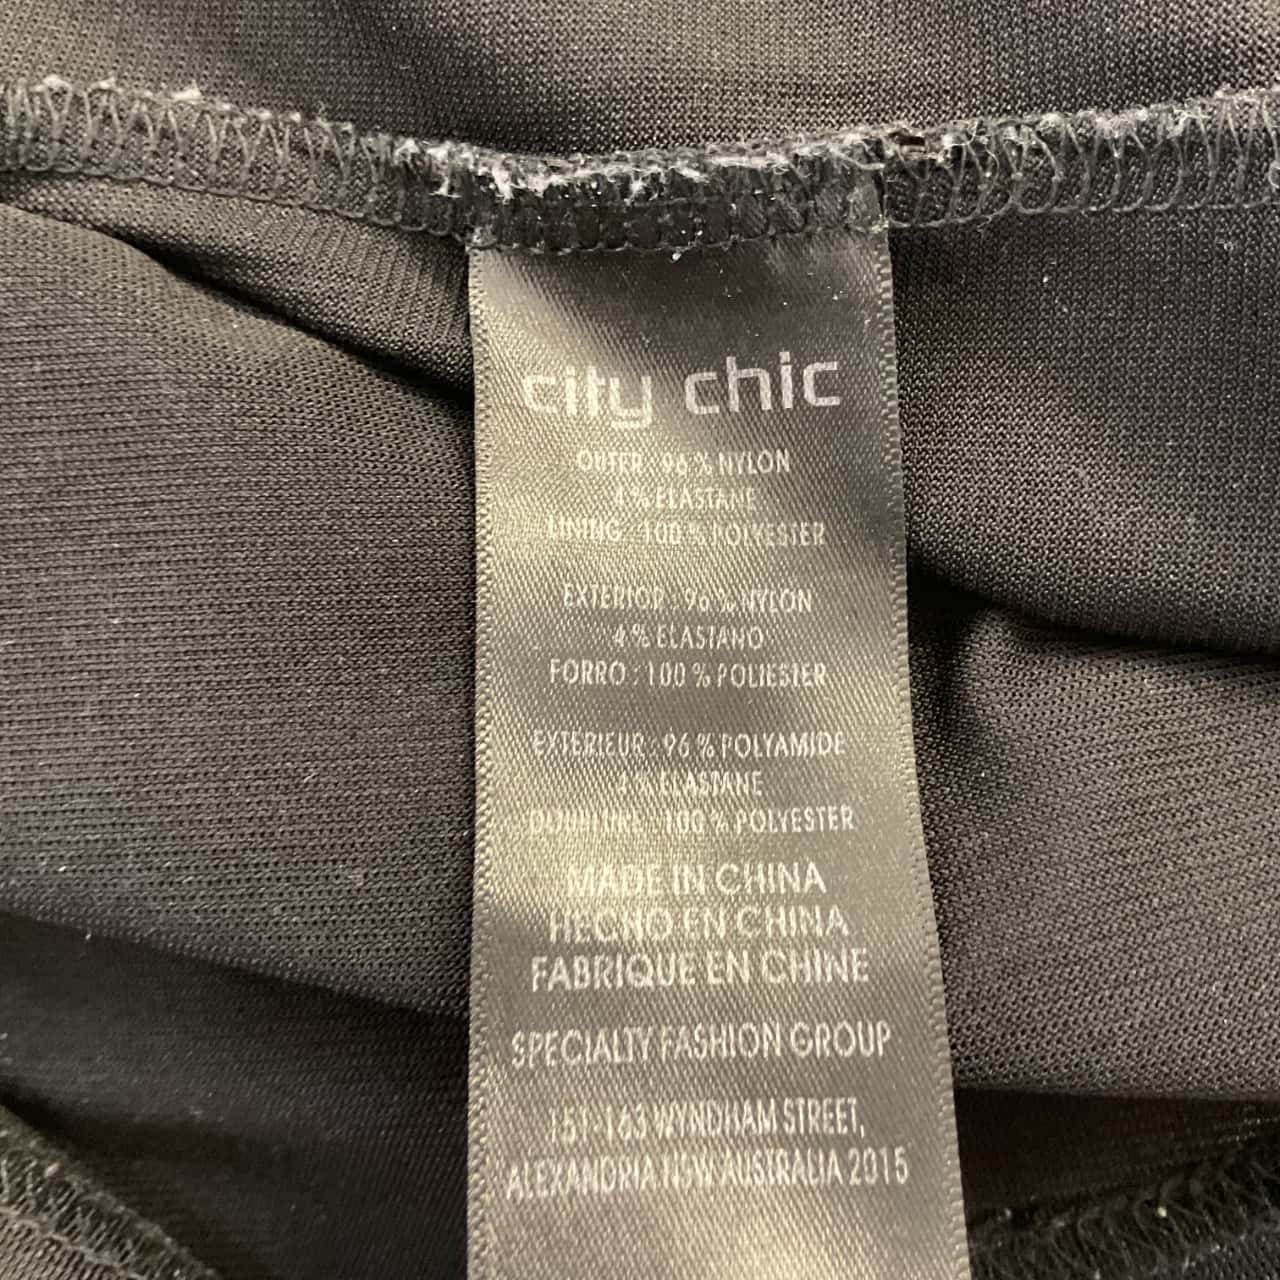 city chic
OUTER : 96 % NYLON
4 % ELASTANE
LINING : 100 % POLYESTER
EXTERIOR : 96 % NYLON
4 % ELASTANO
FORRO : 100 % POLIESTER
EXTERIEUR : 96 % POLYAMIDE
4 % ELASTANE
DOUBLURE : 100 % POLYESTER
MADE IN CHINA
HECHO EN CHINA
FABRIQUE EN CHINE
SPECIALTY FASHION GROUP
151-163 WYNDHAM STREET,
ALEXANDRIA NSW AUSTRALIA 2015